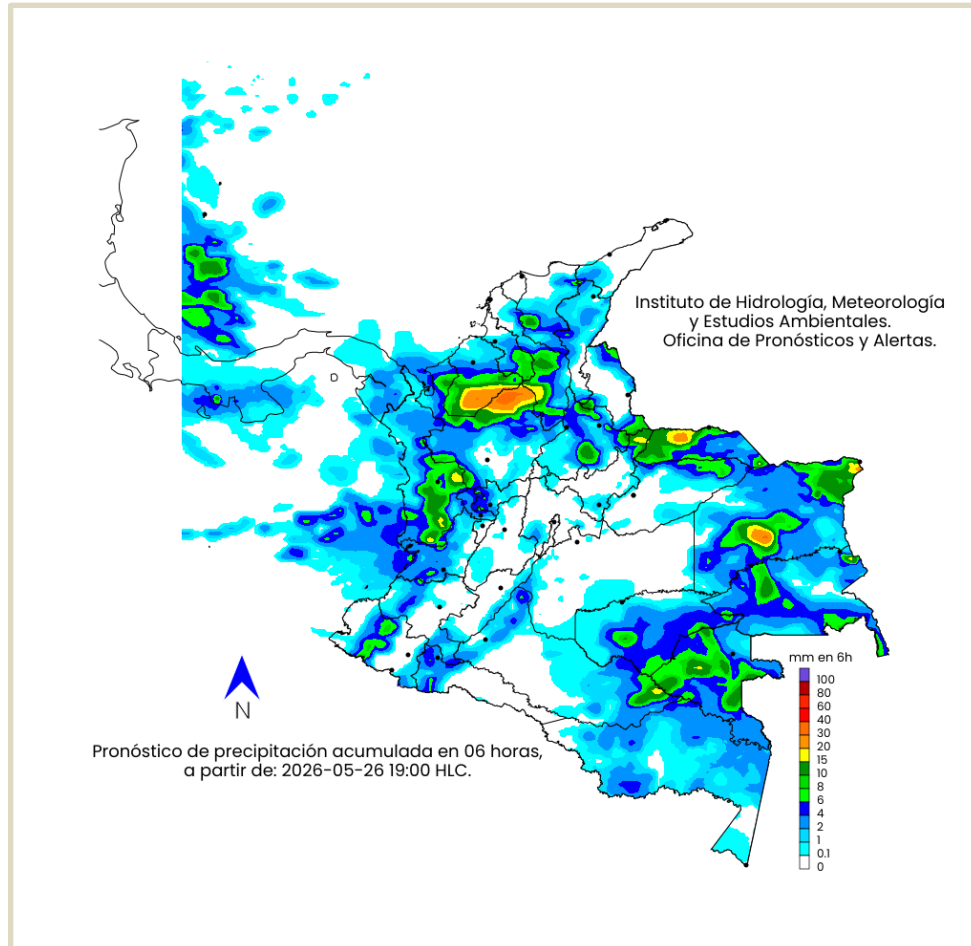 Instituto de Hidrología, Meteorología
y Estudios Ambientales.
Oficina de Pronósticos y Alertas.
N
Pronóstico de precipitación acumulada en 06 horas,
a partir de: 2026-05-26 19:00 HLC.
mm en 6h
100
80
60
40
30
20
15
10
8
6
4
2
1
0.1
0